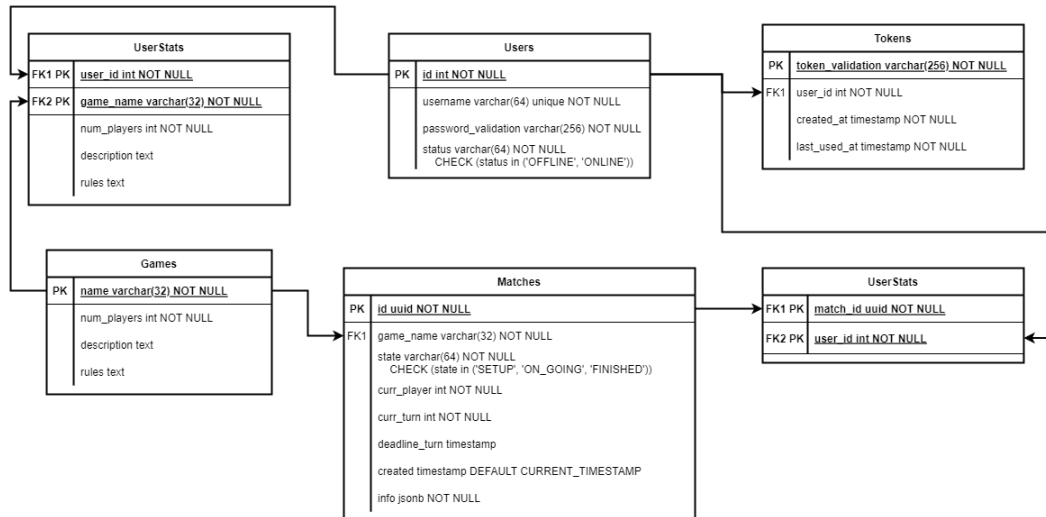 UserStats
FK1 PK user_id int NOT NULL
FK2 PK game_name varchar(32) NOT NULL
num_players int NOT NULL
description text
rules text
Users
PK id int NOT NULL
username varchar(64) unique NOT NULL
password_validation varchar(256) NOT NULL
status varchar(64) NOT NULL
CHECK (status in ('OFFLINE', 'ONLINE'))
Tokens
PK token_validation varchar(256) NOT NULL
FK1 user_id int NOT NULL
created_at timestamp NOT NULL
last_used_at timestamp NOT NULL
Games
PK name varchar(32) NOT NULL
num_players int NOT NULL
description text
rules text
Matches
PK id uuid NOT NULL
FK1 game_name varchar(32) NOT NULL
state varchar(64) NOT NULL
CHECK (state in ('SETUP', 'ON_GOING', 'FINISHED'))
curr_player int NOT NULL
curr_turn int NOT NULL
deadline_turn timestamp
created timestamp DEFAULT CURRENT_TIMESTAMP
info jsonb NOT NULL
UserStats
FK1 PK match_id uuid NOT NULL
FK2 PK user_id int NOT NULL